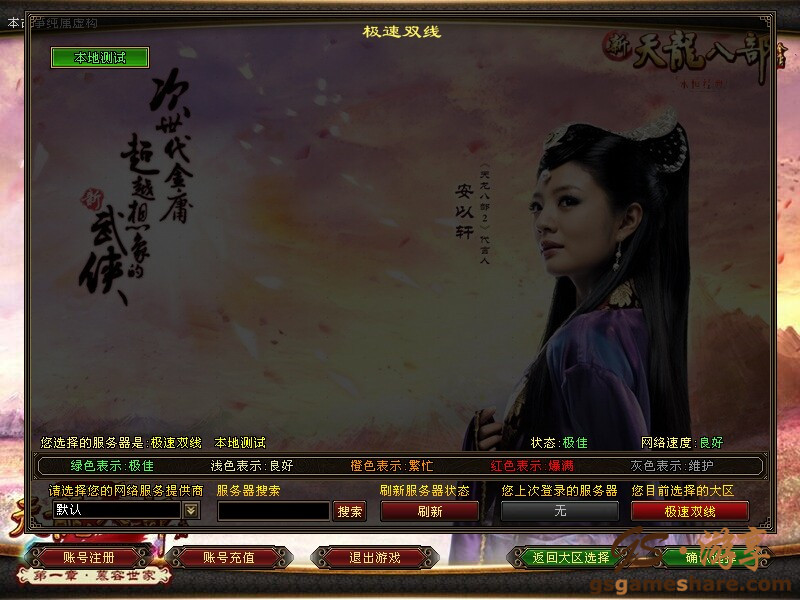 极速双线
本地测试
新天龍八部
次世代金庸
超越想象的
新武侠
《天龙八部2》代言人
安以轩
您选择的服务器是:极速双线 本地测试
状态:极佳
网络速度:良好
绿色表示:极佳 浅色表示:良好 橙色表示:繁忙 红色表示:爆满 灰色表示:维护
请选择您的网络服务提供商 服务器搜索 刷新服务器状态 您上次登录的服务器 您目前选择的大区
默认 搜索 刷新 无 极速双线
账号注册 账号充值 退出游戏 返回大区选择
第一章·慕容世家
GS·游享
gsgameshare.com